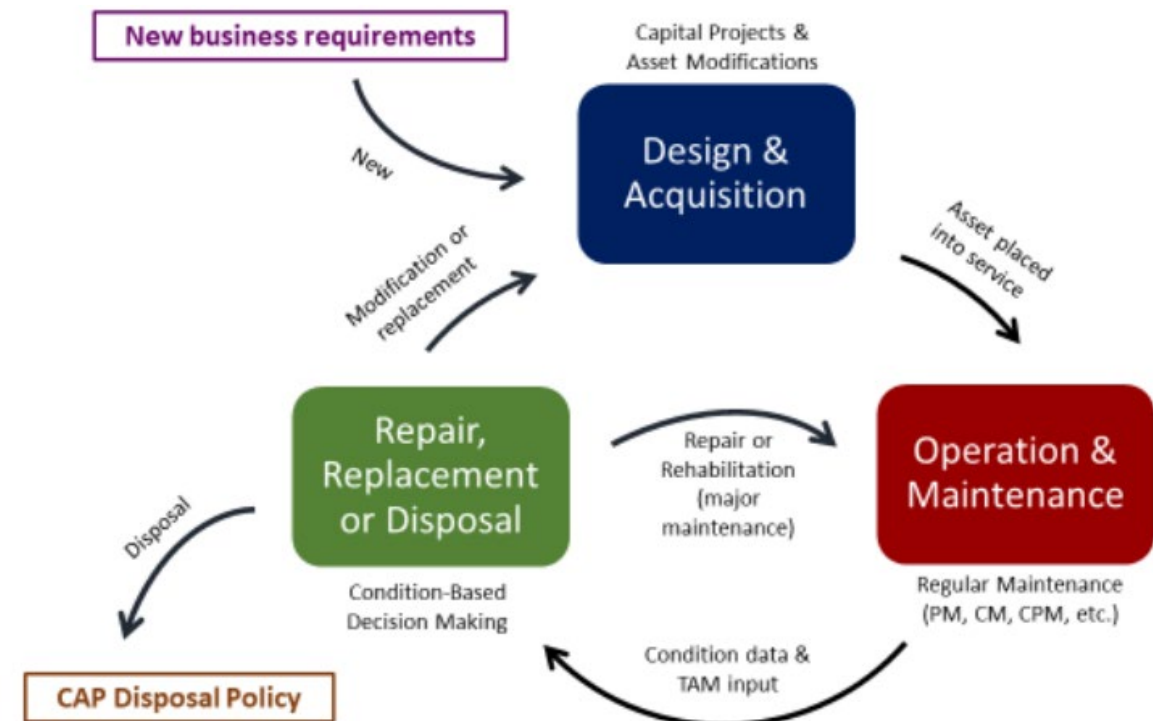 New business requirements
Capital Projects &
Asset Modifications
Design &
Acquisition
New
Modification or
replacement
Asset placed
into service
Repair,
Replacement
or Disposal
Repair or
Rehabilitation
(major
maintenance)
Operation &
Maintenance
Disposal
Condition-Based
Decision Making
Regular Maintenance
(PM, CM, CPM, etc.)
Condition data &
TAM input
CAP Disposal Policy